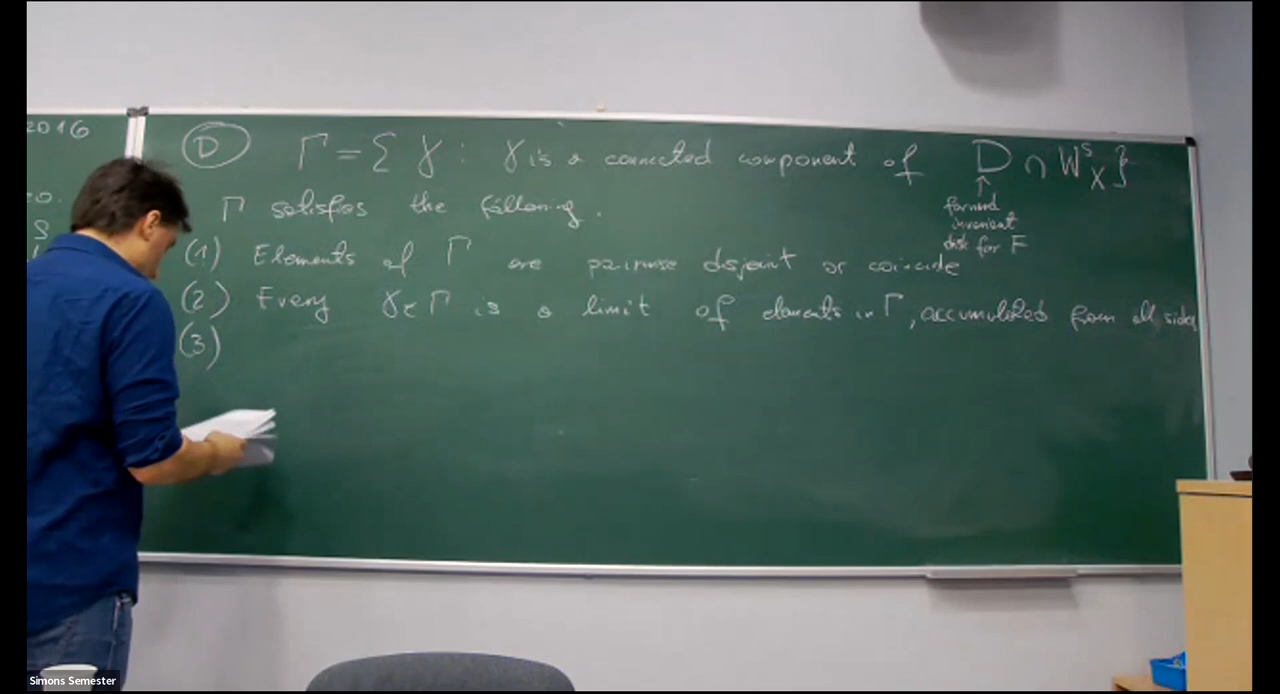 2016
D Γ = { γ : γ is a connected component of D ∩ W^s_X }
Γ satisfies the following.
↑
forward
invariant
disk for F
(1) Elements of Γ are pairwise disjoint or coincide
(2) Every γ ∈ Γ is a limit of elements in Γ, accumulated from all sides
(3)
Simons Semester